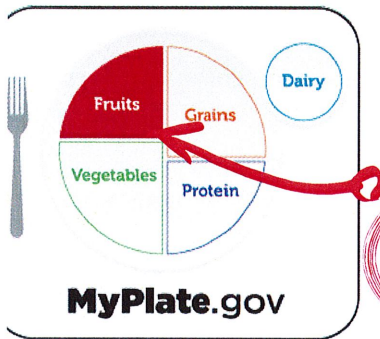 Dairy
Fruits
Grains
Vegetables
Protein
MyPlate.gov